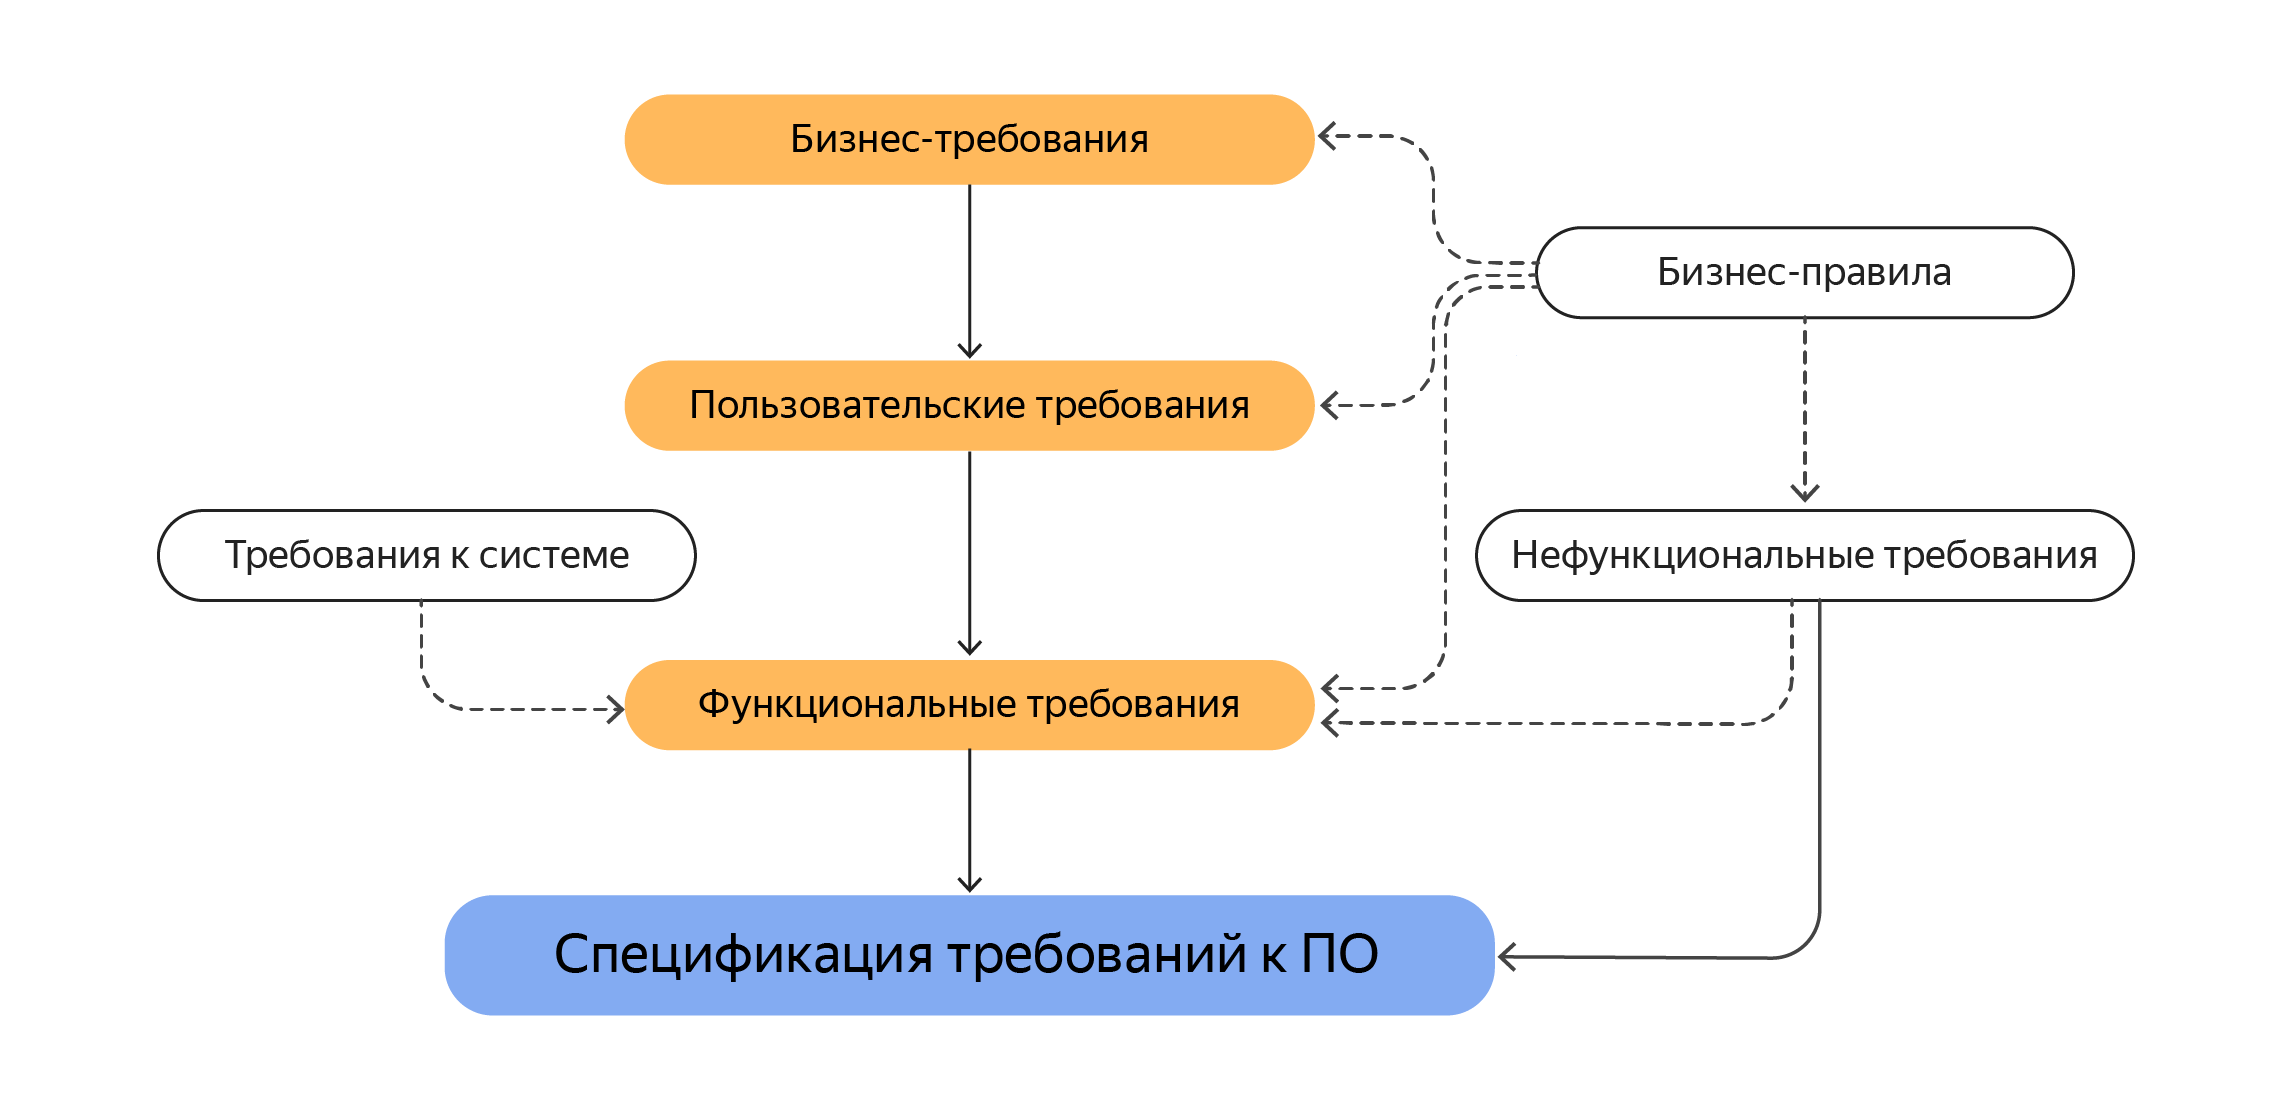 Бизнес-требования
Бизнес-правила
Пользовательские требования
Требования к системе
Нефункциональные требования
Функциональные требования
Спецификация требований к ПО